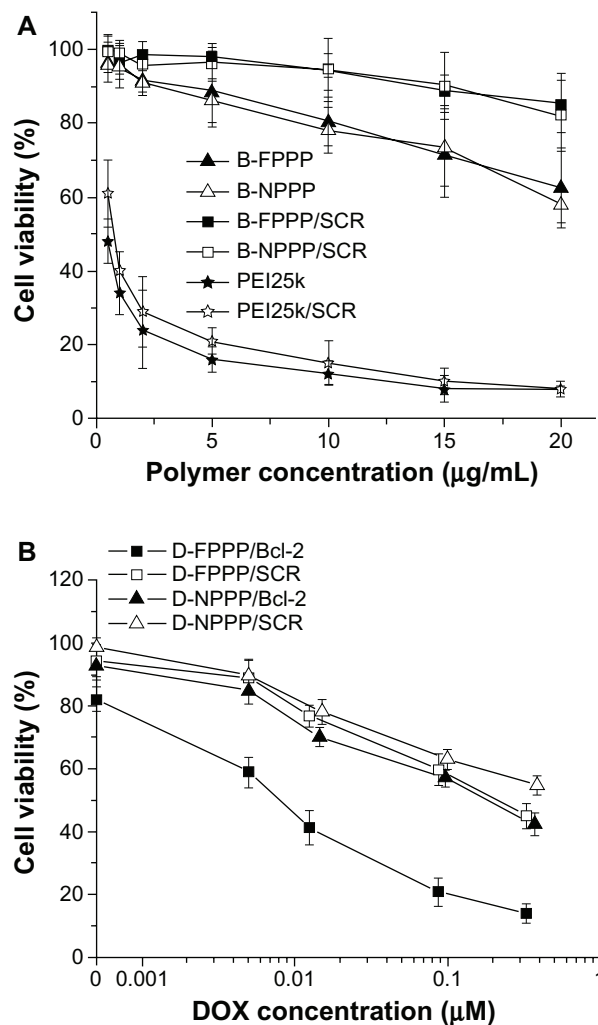 A
Cell viability (%)
100
80
60
40
20
0
B-FPPP
B-NPPP
B-FPPP/SCR
B-NPPP/SCR
PEI25k
PEI25k/SCR
0
5
10
15
20
Polymer concentration (µg/mL)
B
D-FPPP/Bcl-2
D-FPPP/SCR
D-NPPP/Bcl-2
D-NPPP/SCR
Cell viability (%)
120
100
80
60
40
20
0
0
0.001
0.01
0.1
1
DOX concentration (µM)